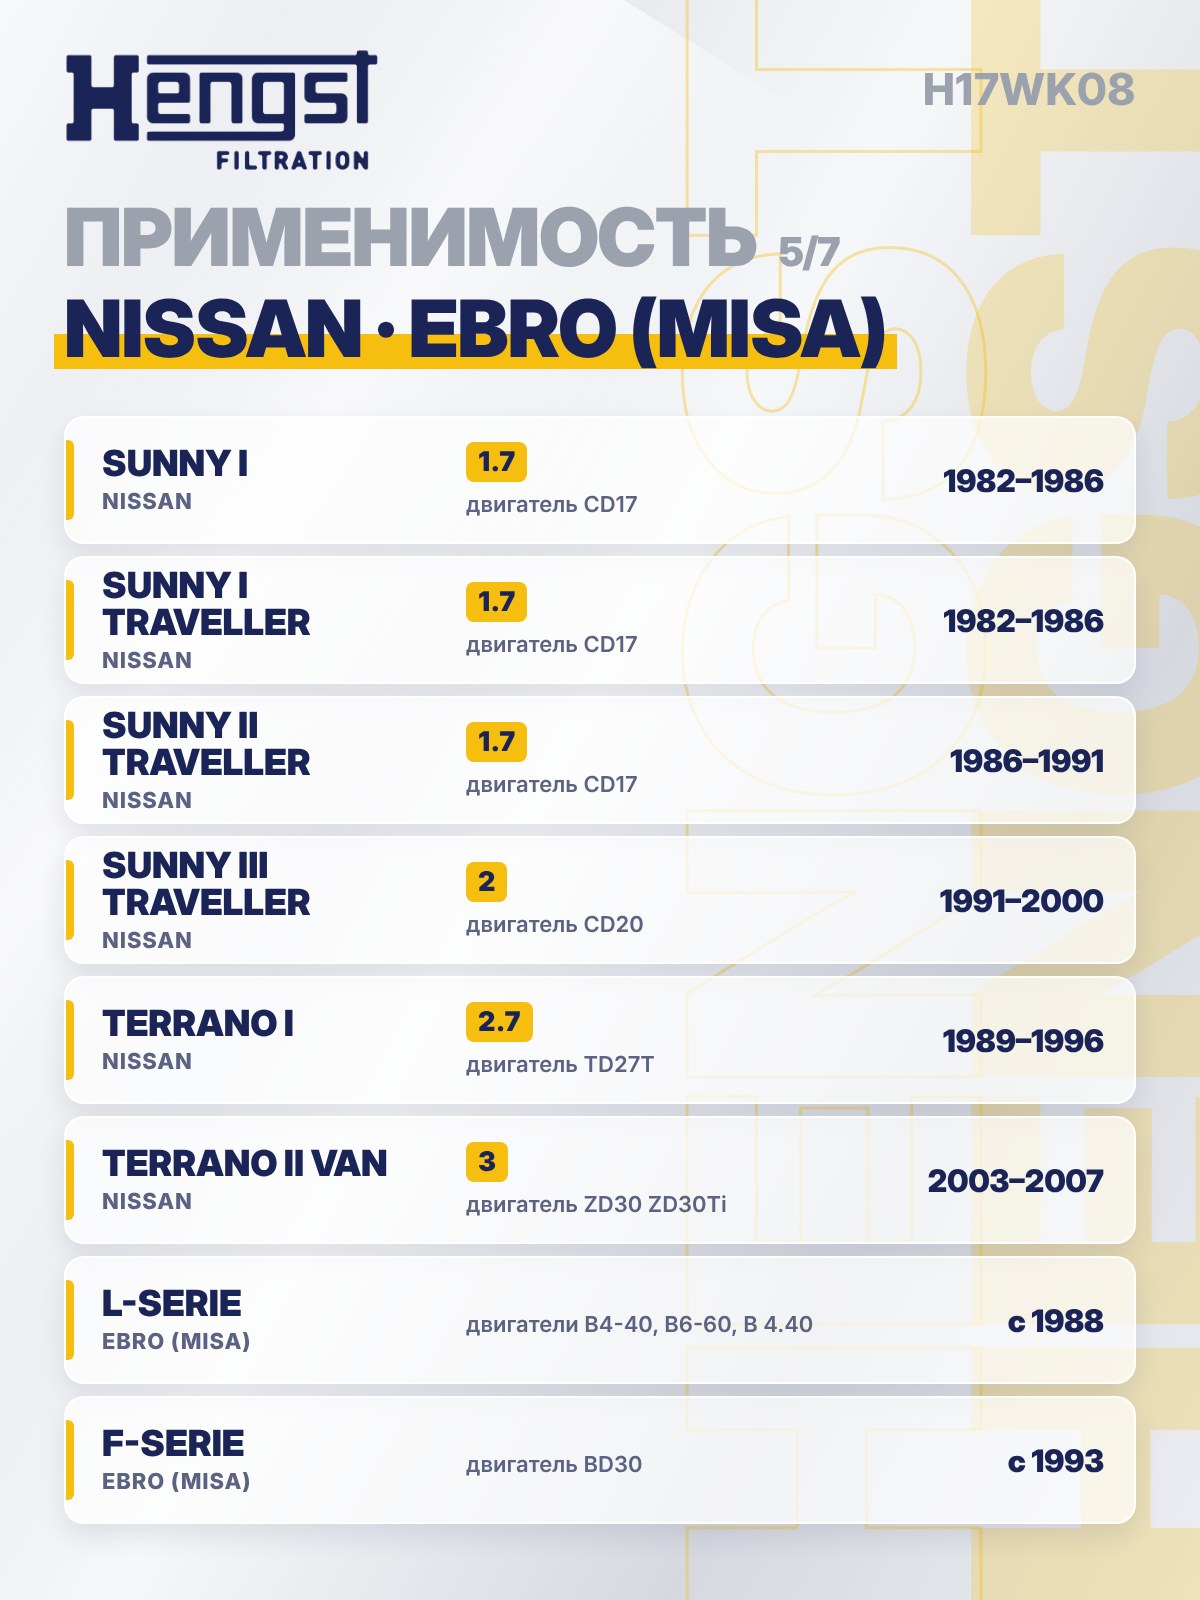 Hengst
FILTRATION
H17WK08
ПРИМЕНИМОСТЬ 5/7
NISSAN · EBRO (MISA)
SUNNY I
NISSAN
1.7
двигатель CD17
1982–1986
SUNNY I
TRAVELLER
NISSAN
1.7
двигатель CD17
1982–1986
SUNNY II
TRAVELLER
NISSAN
1.7
двигатель CD17
1986–1991
SUNNY III
TRAVELLER
NISSAN
2
двигатель CD20
1991–2000
TERRANO I
NISSAN
2.7
двигатель TD27T
1989–1996
TERRANO II VAN
NISSAN
3
двигатель ZD30 ZD30Ti
2003–2007
L-SERIE
EBRO (MISA)
двигатели B4-40, B6-60, B 4.40
с 1988
F-SERIE
EBRO (MISA)
двигатель BD30
с 1993
HENGST
HENGST